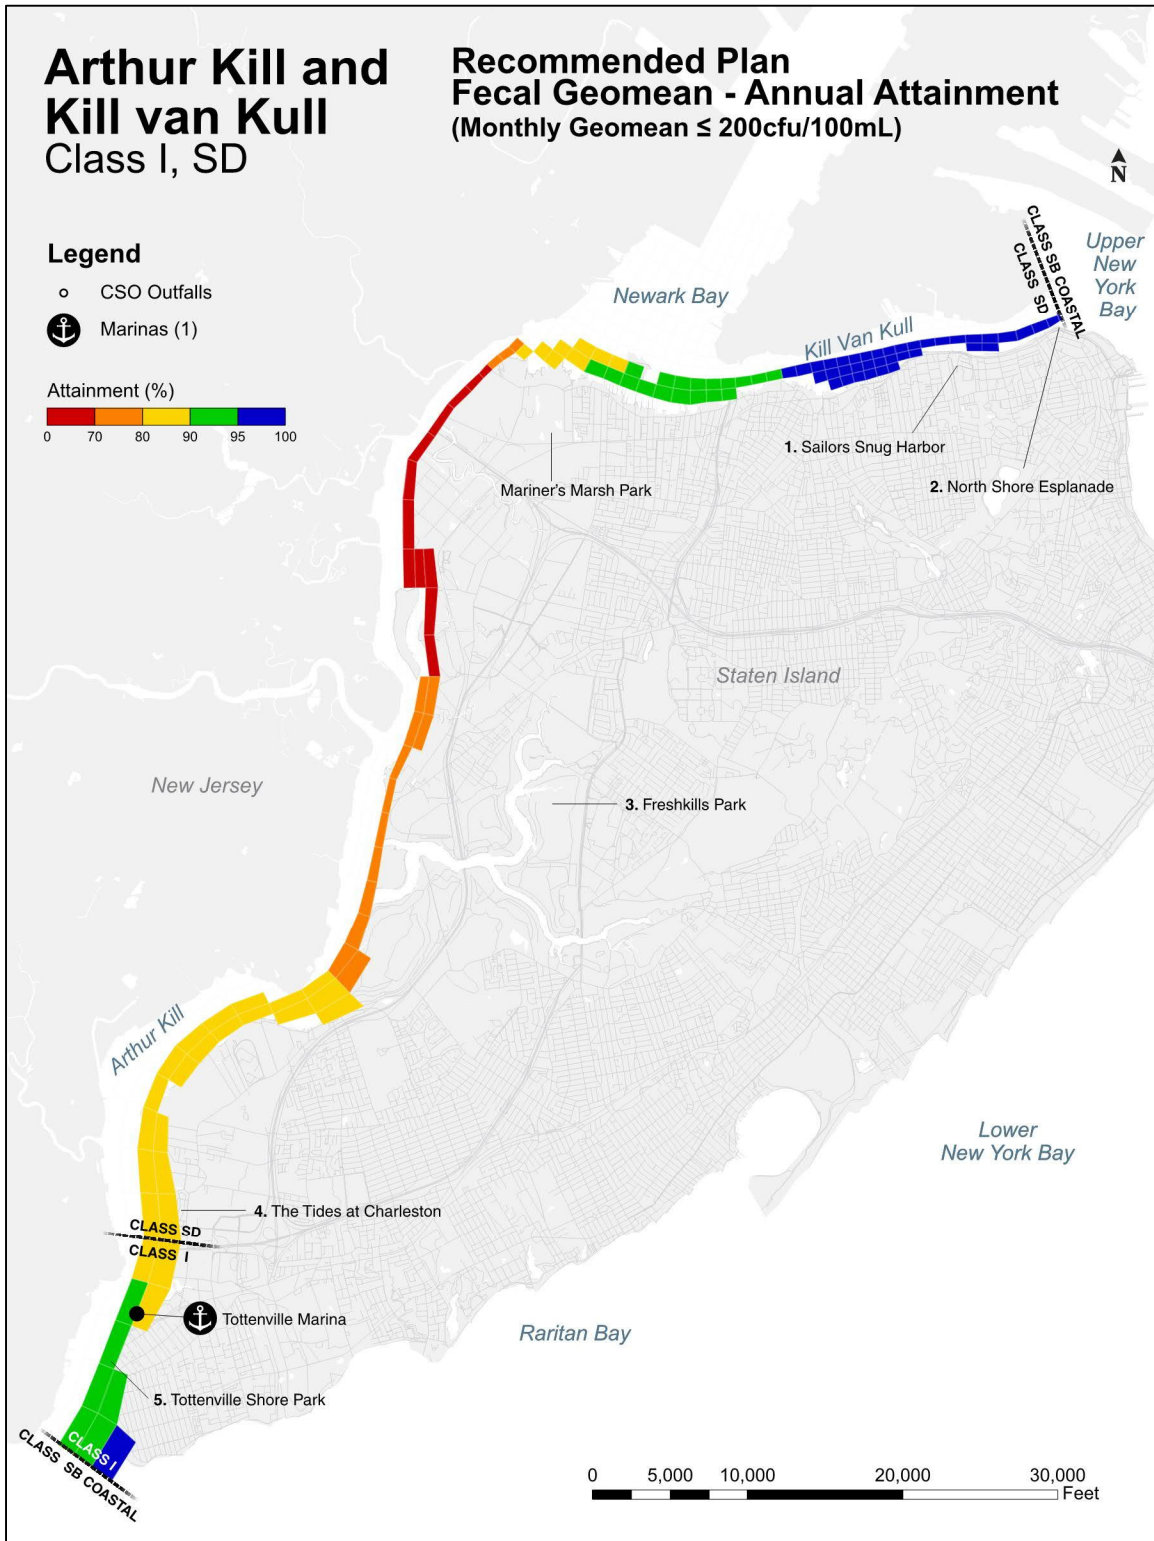 Arthur Kill and
Kill van Kull
Class I, SD
Recommended Plan
Fecal Geomean - Annual Attainment
(Monthly Geomean ≤ 200cfu/100mL)
N
Legend
CSO Outfalls
Marinas (1)
Attainment (%)
0 70 80 90 95 100
CLASS SB COASTAL
CLASS SD
Upper
New
York
Bay
Newark Bay
Kill Van Kull
1. Sailors Snug Harbor
2. North Shore Esplanade
Mariner's Marsh Park
Staten Island
New Jersey
3. Freshkills Park
Arthur Kill
Lower
New York Bay
4. The Tides at Charleston
CLASS SD
CLASS I
Tottenville Marina
Raritan Bay
5. Tottenville Shore Park
CLASS I
CLASS SB COASTAL
0 5,000 10,000 20,000 30,000
Feet